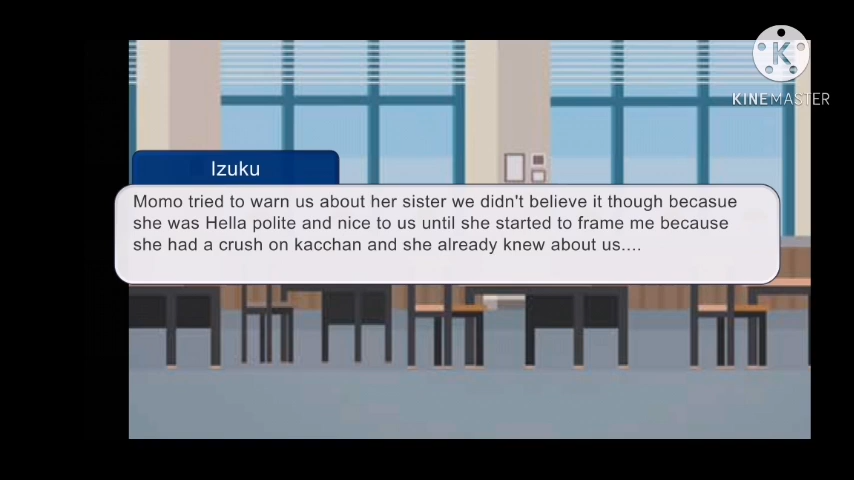 K
KINEMASTER
Izuku
Momo tried to warn us about her sister we didn't believe it though becasue
she was Hella polite and nice to us until she started to frame me because
she had a crush on kacchan and she already knew about us....